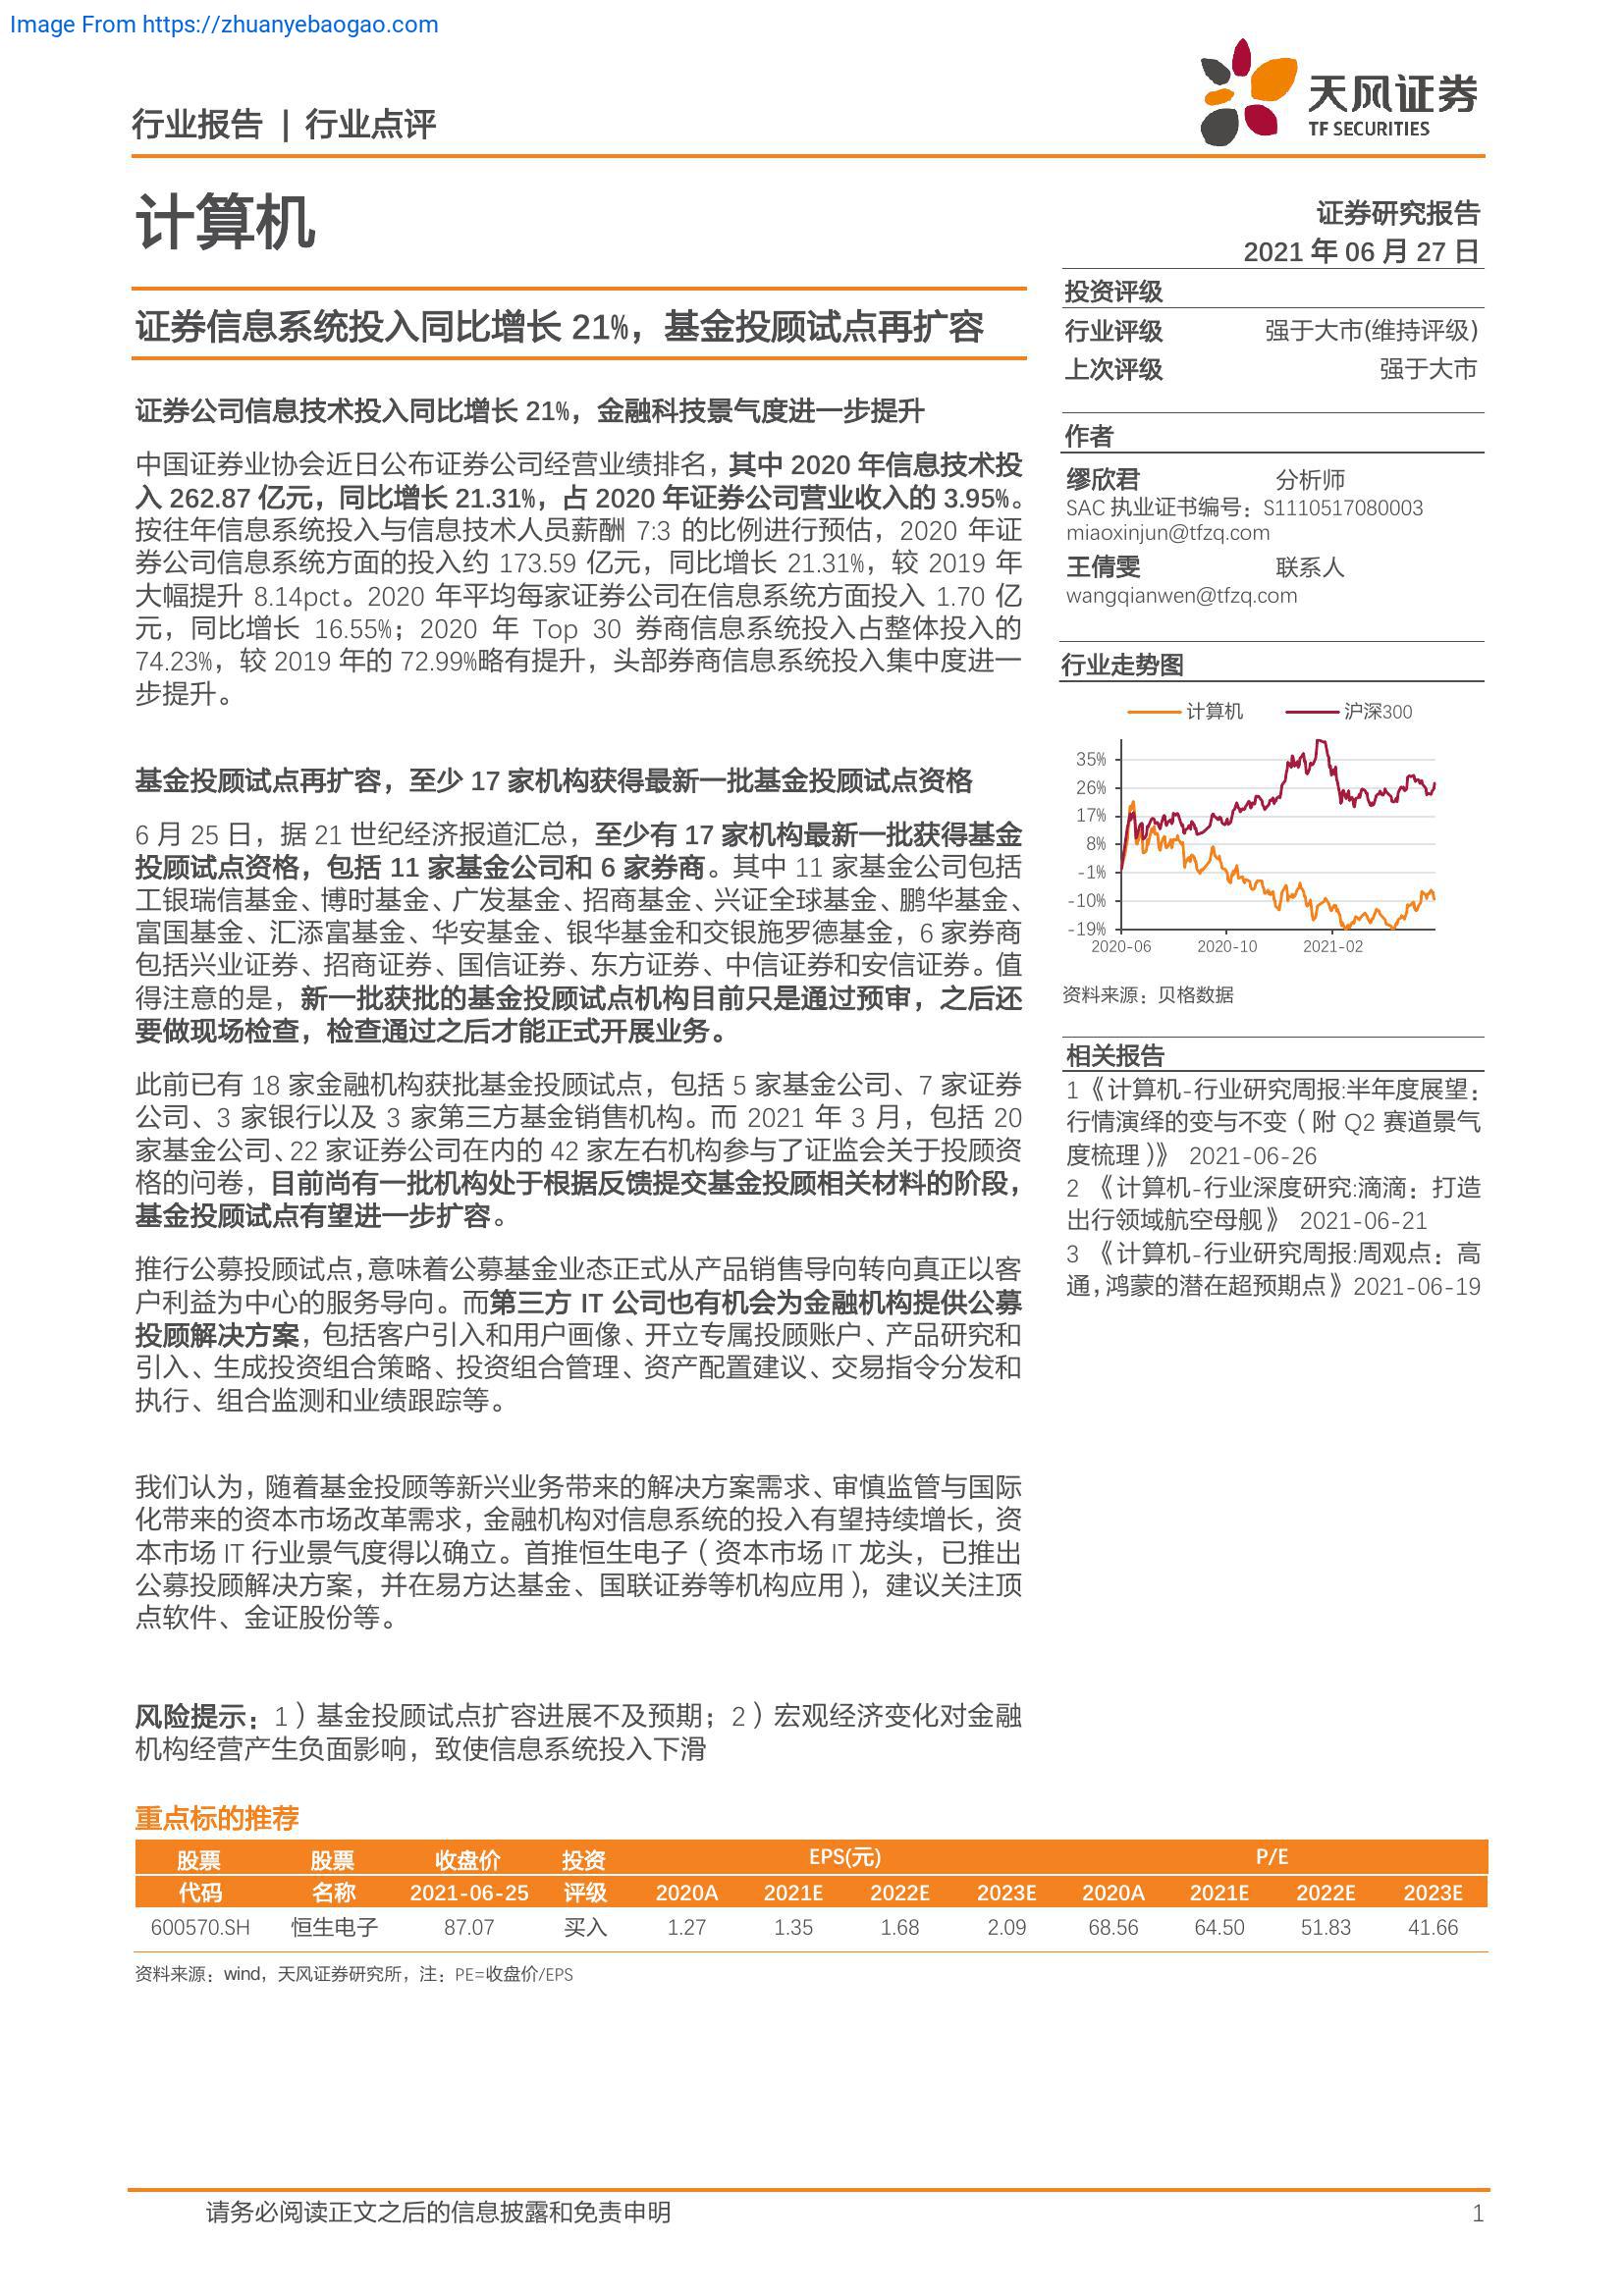 Image From https://zhuanyebaogao.com
行业报告 | 行业点评
天风证券
TF SECURITIES
计算机
证券信息系统投入同比增长 21%，基金投顾试点再扩容
证券公司信息技术投入同比增长 21%，金融科技景气度进一步提升
中国证券业协会近日公布证券公司经营业绩排名，其中 2020 年信息技术投
入 262.87 亿元，同比增长 21.31%，占 2020 年证券公司营业收入的 3.95%。
按往年信息系统投入与信息技术人员薪酬 7:3 的比例进行预估，2020 年证
券公司信息系统方面的投入约 173.59 亿元，同比增长 21.31%，较 2019 年
大幅提升 8.14pct。2020 年平均每家证券公司在信息系统方面投入 1.70 亿
元，同比增长 16.55%；2020 年 Top 30 券商信息系统投入占整体投入的
74.23%，较 2019 年的 72.99%略有提升，头部券商信息系统投入集中度进一
步提升。
基金投顾试点再扩容，至少 17 家机构获得最新一批基金投顾试点资格
6 月 25 日，据 21 世纪经济报道汇总，至少有 17 家机构最新一批获得基金
投顾试点资格，包括 11 家基金公司和 6 家券商。其中 11 家基金公司包括
工银瑞信基金、博时基金、广发基金、招商基金、兴证全球基金、鹏华基金、
富国基金、汇添富基金、华安基金、银华基金和交银施罗德基金，6 家券商
包括兴业证券、招商证券、国信证券、东方证券、中信证券和安信证券。值
得注意的是，新一批获批的基金投顾试点机构目前只是通过预审，之后还
要做现场检查，检查通过之后才能正式开展业务。
此前已有 18 家金融机构获批基金投顾试点，包括 5 家基金公司、7 家证券
公司、3 家银行以及 3 家第三方基金销售机构。而 2021 年 3 月，包括 20
家基金公司、22 家证券公司在内的 42 家左右机构参与了证监会关于投顾资
格的问卷，目前尚有一批机构处于根据反馈提交基金投顾相关材料的阶段，
基金投顾试点有望进一步扩容。
推行公募投顾试点，意味着公募基金业态正式从产品销售导向转向真正以客
户利益为中心的服务导向。而第三方 IT 公司也有机会为金融机构提供公募
投顾解决方案，包括客户引入和用户画像、开立专属投顾账户、产品研究和
引入、生成投资组合策略、投资组合管理、资产配置建议、交易指令分发和
执行、组合监测和业绩跟踪等。
我们认为，随着基金投顾等新兴业务带来的解决方案需求、审慎监管与国际
化带来的资本市场改革需求，金融机构对信息系统的投入有望持续增长，资
本市场 IT 行业景气度得以确立。首推恒生电子（资本市场 IT 龙头，已推出
公募投顾解决方案，并在易方达基金、国联证券等机构应用），建议关注顶
点软件、金证股份等。
风险提示：1）基金投顾试点扩容进展不及预期；2）宏观经济变化对金融
机构经营产生负面影响，致使信息系统投入下滑
证券研究报告
2021 年 06 月 27 日
投资评级
行业评级 强于大市(维持评级)
上次评级 强于大市
作者
缪欣君 分析师
SAC 执业证书编号：S1110517080003
miaoxinjun@tfzq.com
王倩雯 联系人
wangqianwen@tfzq.com
行业走势图
计算机 沪深300
35%
26%
17%
8%
-1%
-10%
-19%
2020-06 2020-10 2021-02
资料来源：贝格数据
相关报告
1《计算机-行业研究周报:半年度展望：
行情演绎的变与不变（附 Q2 赛道景气
度梳理）》 2021-06-26
2 《计算机-行业深度研究:滴滴：打造
出行领域航空母舰》 2021-06-21
3 《计算机-行业研究周报:周观点：高
通，鸿蒙的潜在超预期点》2021-06-19
重点标的推荐
股票 股票 收盘价 投资 EPS(元) P/E
代码 名称 2021-06-25 评级 2020A 2021E 2022E 2023E 2020A 2021E 2022E 2023E
600570.SH 恒生电子 87.07 买入 1.27 1.35 1.68 2.09 68.56 64.50 51.83 41.66
资料来源：wind，天风证券研究所，注：PE=收盘价/EPS
请务必阅读正文之后的信息披露和免责申明 1